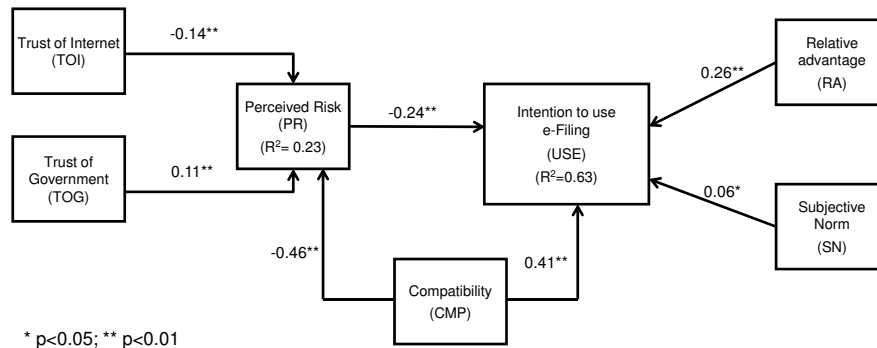 Trust of Internet
(TOI)
-0.14**
Relative
advantage
(RA)
0.26**
Perceived Risk
(PR)
(R²= 0.23)
-0.24**
Intention to use
e-Filing
(USE)
(R²=0.63)
Trust of
Government
(TOG)
0.11**
0.06*
Subjective
Norm
(SN)
-0.46**
0.41**
Compatibility
(CMP)
* p<0.05; ** p<0.01